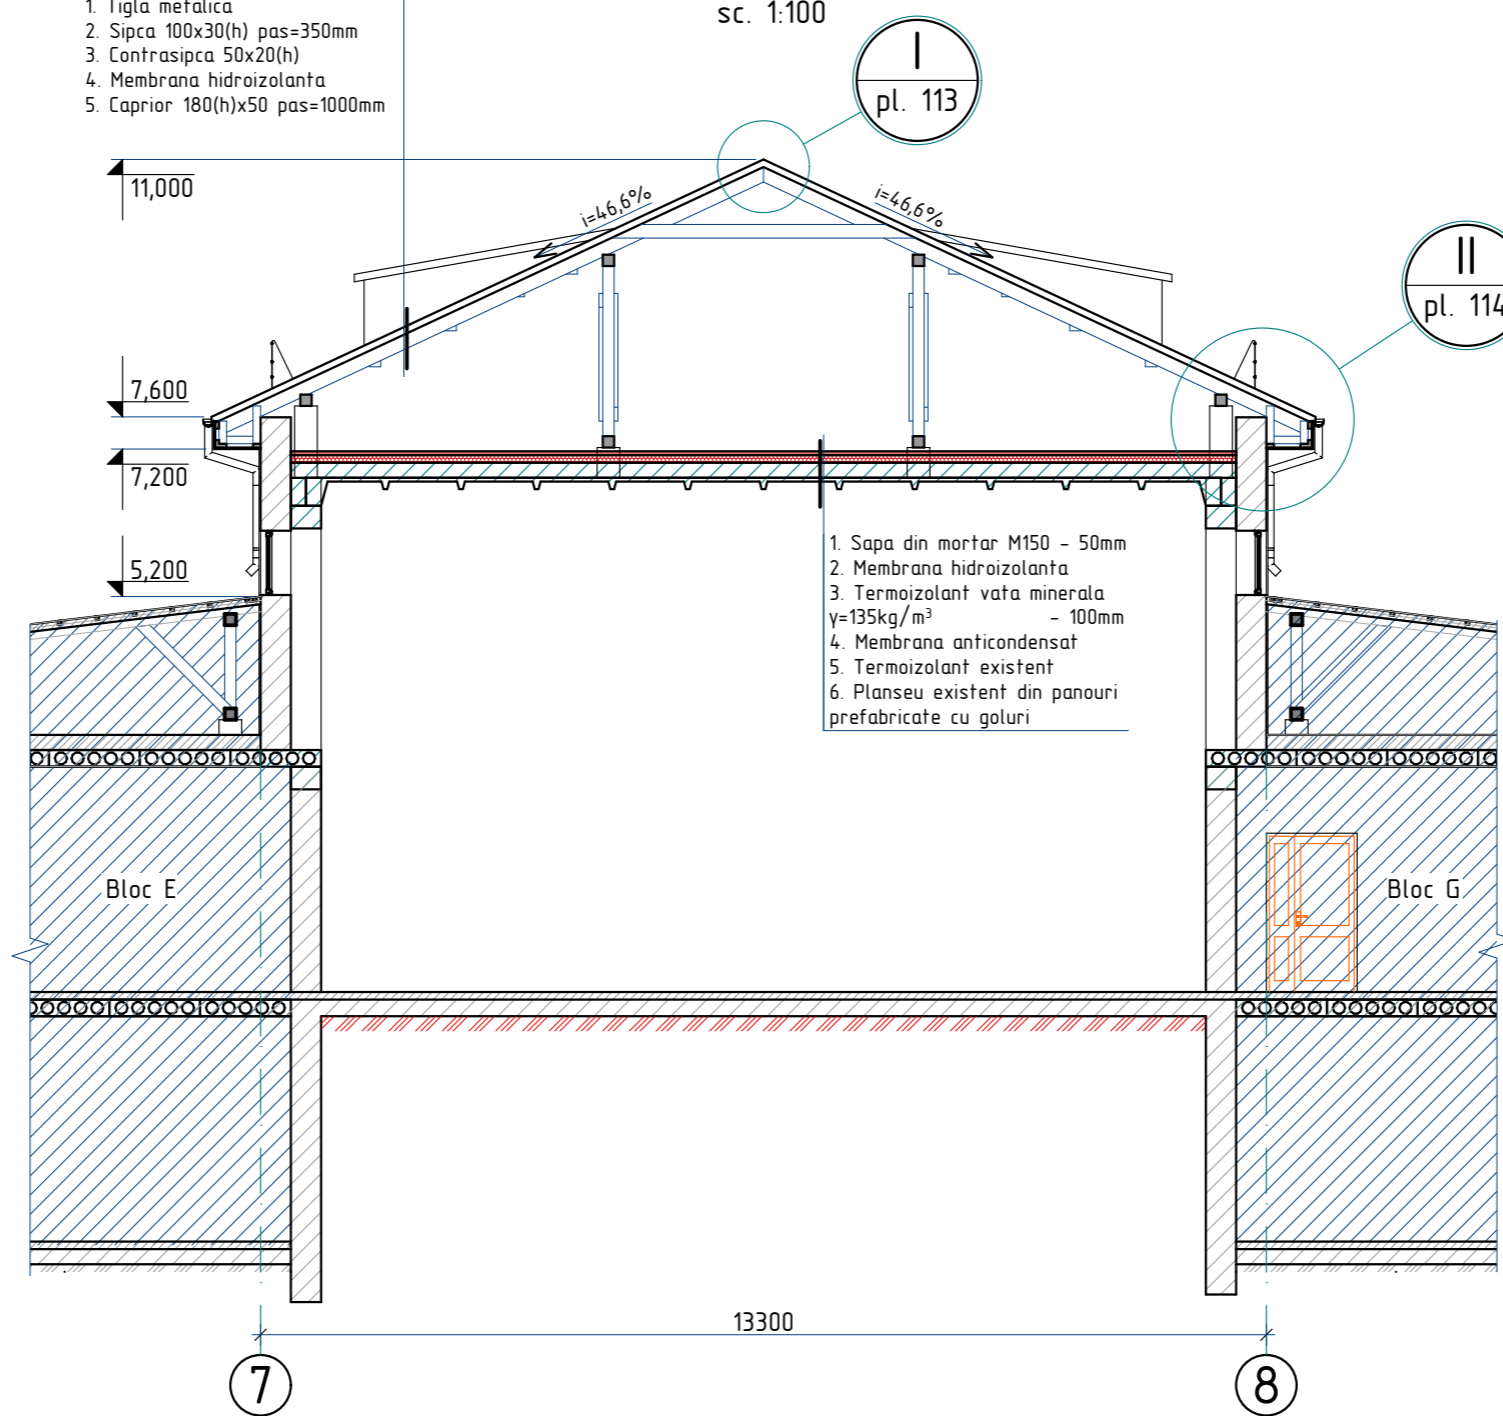 1. Tigla metalica
2. Sipca 100x30(h) pas=350mm
3. Contrasipca 50x20(h)
4. Membrana hidroizolanta
5. Caprior 180(h)x50 pas=1000mm
sc. 1:100
I
pl. 113
11,000
i=46,6%
i=46,6%
II
pl. 114
7,600
7,200
5,200
1. Sapa din mortar M150 - 50mm
2. Membrana hidroizolanta
3. Termoizolant vata minerala
γ=135kg/m³ - 100mm
4. Membrana anticondensat
5. Termoizolant existent
6. Planseu existent din panouri
prefabricate cu goluri
Bloc E
Bloc G
13300
7
8